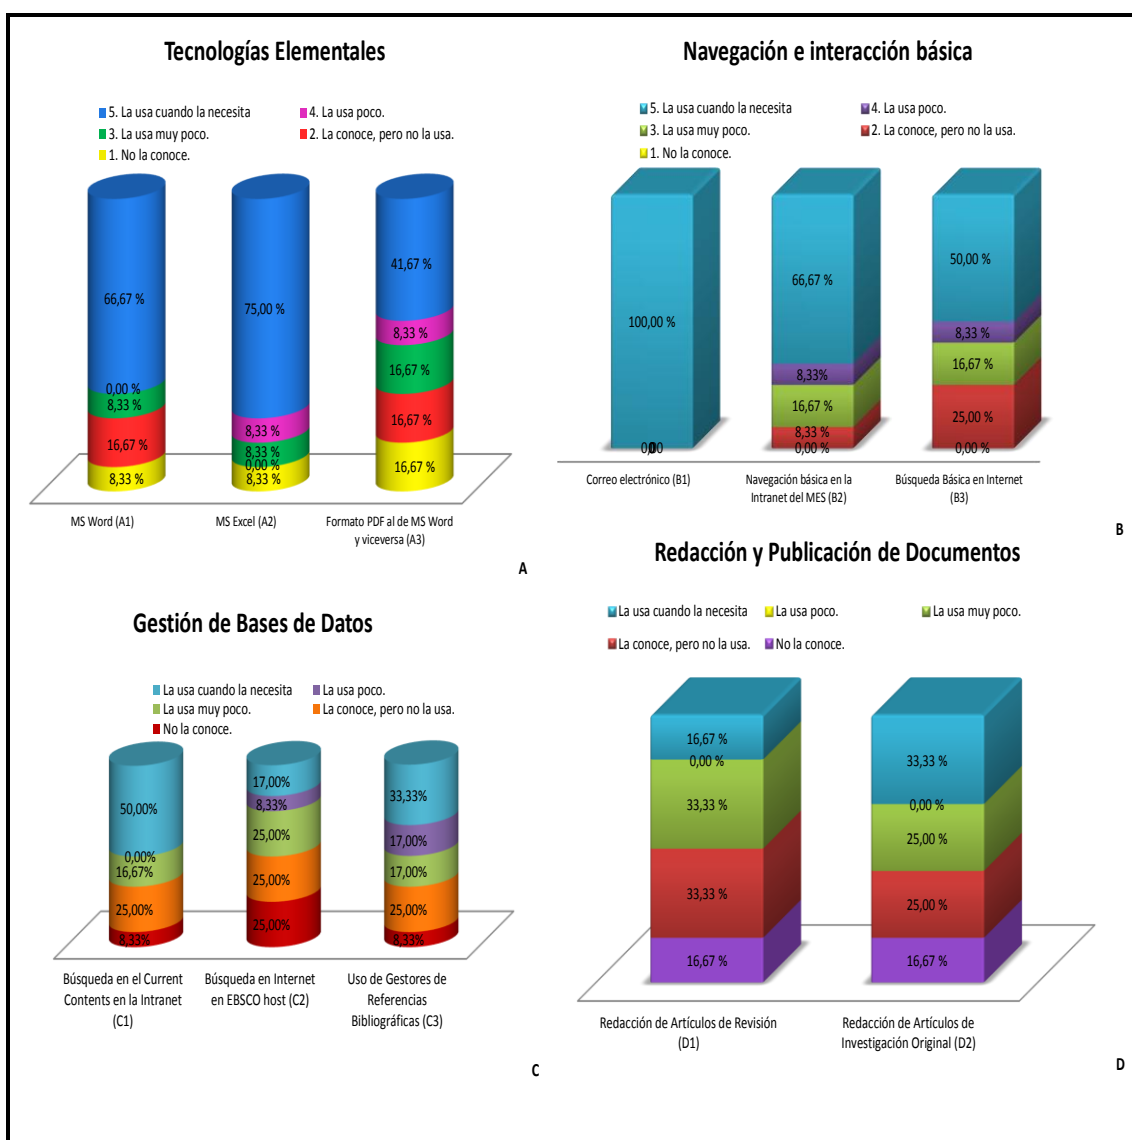 Tecnologías Elementales
5. La usa cuando la necesita
4. La usa poco.
3. La usa muy poco.
2. La conoce, pero no la usa.
1. No la conoce.
66,67 %
0,00 %
8,33 %
16,67 %
8,33 %
75,00 %
8,33 %
8,33 %
0,00 %
8,33 %
41,67 %
8,33 %
16,67 %
16,67 %
16,67 %
MS Word (A1)
MS Excel (A2)
Formato PDF al de MS Word
y viceversa (A3)
A
Navegación e interacción básica
5. La usa cuando la necesita
4. La usa poco.
3. La usa muy poco.
2. La conoce, pero no la usa.
1. No la conoce.
100,00 %
66,67 %
8,33%
16,67 %
8,33 %
0,00 %
50,00 %
8,33 %
16,67 %
25,00 %
0,00 %
Correo electrónico (B1)
Navegación básica en la
Intranet del MES (B2)
Búsqueda Básica en Internet
(B3)
B
Gestión de Bases de Datos
La usa cuando la necesita
La usa poco.
La usa muy poco.
La conoce, pero no la usa.
No la conoce.
50,00%
0,00%
16,67%
25,00%
8,33%
17,00%
8,33%
25,00%
25,00%
25,00%
33,33%
17,00%
17,00%
25,00%
8,33%
Búsqueda en el Current
Contents en la Intranet
(C1)
Búsqueda en Internet
en EBSCO host (C2)
Uso de Gestores de
Referencias
Bibliográficas (C3)
C
Redacción y Publicación de Documentos
La usa cuando la necesita
La usa poco.
La usa muy poco.
La conoce, pero no la usa.
No la conoce.
16,67 %
0,00 %
33,33 %
33,33 %
16,67 %
33,33 %
0,00 %
25,00 %
25,00 %
16,67 %
Redacción de Artículos de Revisión
(D1)
Redacción de Artículos de
Investigación Original (D2)
D